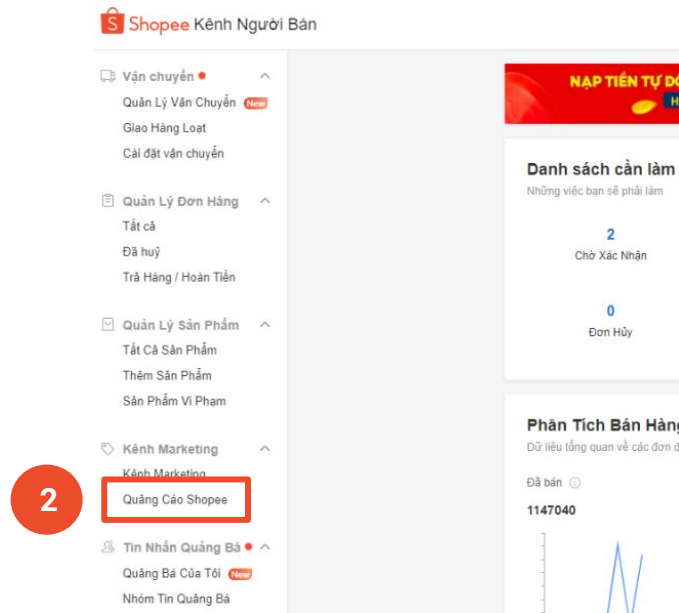 Shopee Kênh Người Bán
Vận chuyển
Quản Lý Vận Chuyển New
Giao Hàng Loạt
Cài đặt vận chuyển
Quản Lý Đơn Hàng
Tất cả
Đã huỷ
Trả Hàng / Hoàn Tiền
Quản Lý Sản Phẩm
Tất Cả Sản Phẩm
Thêm Sản Phẩm
Sản Phẩm Vi Phạm
Kênh Marketing
Kênh Marketing
2
Quảng Cáo Shopee
Tin Nhắn Quảng Bá
Quảng Bá Của Tôi New
Nhóm Tin Quảng Bá
NẠP TIỀN TỰ
Danh sách cần làm
Những việc bạn sẽ phải làm
2
Chờ Xác Nhận
0
Đơn Hủy
Phân Tích Bán Hàng
Dữ liệu tổng quan về các đơn
Đã bán
1147040